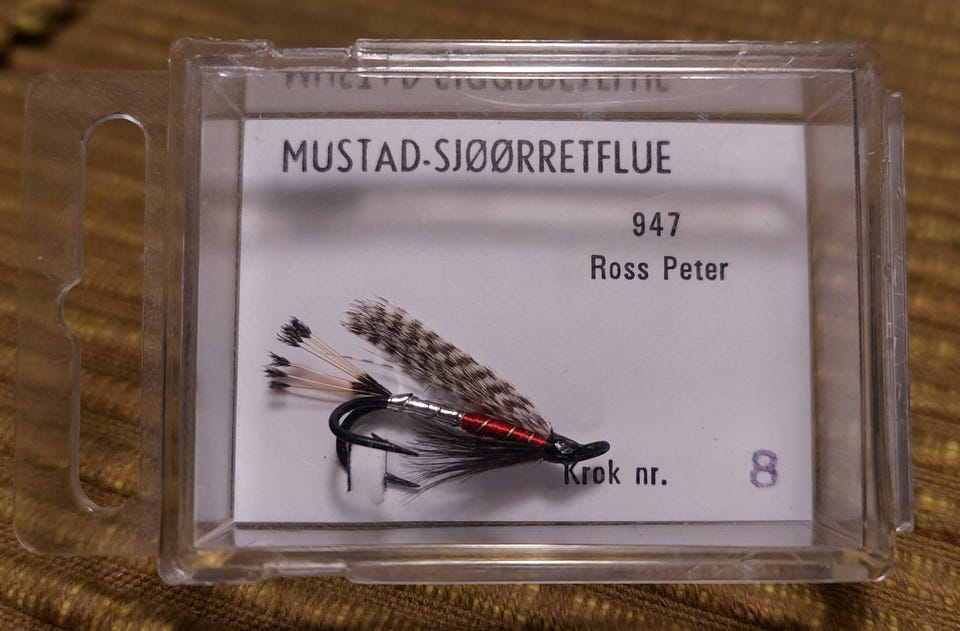 MUSTAD-SJØØRRETFLUE
947
Ross Peter
Krok nr. 8